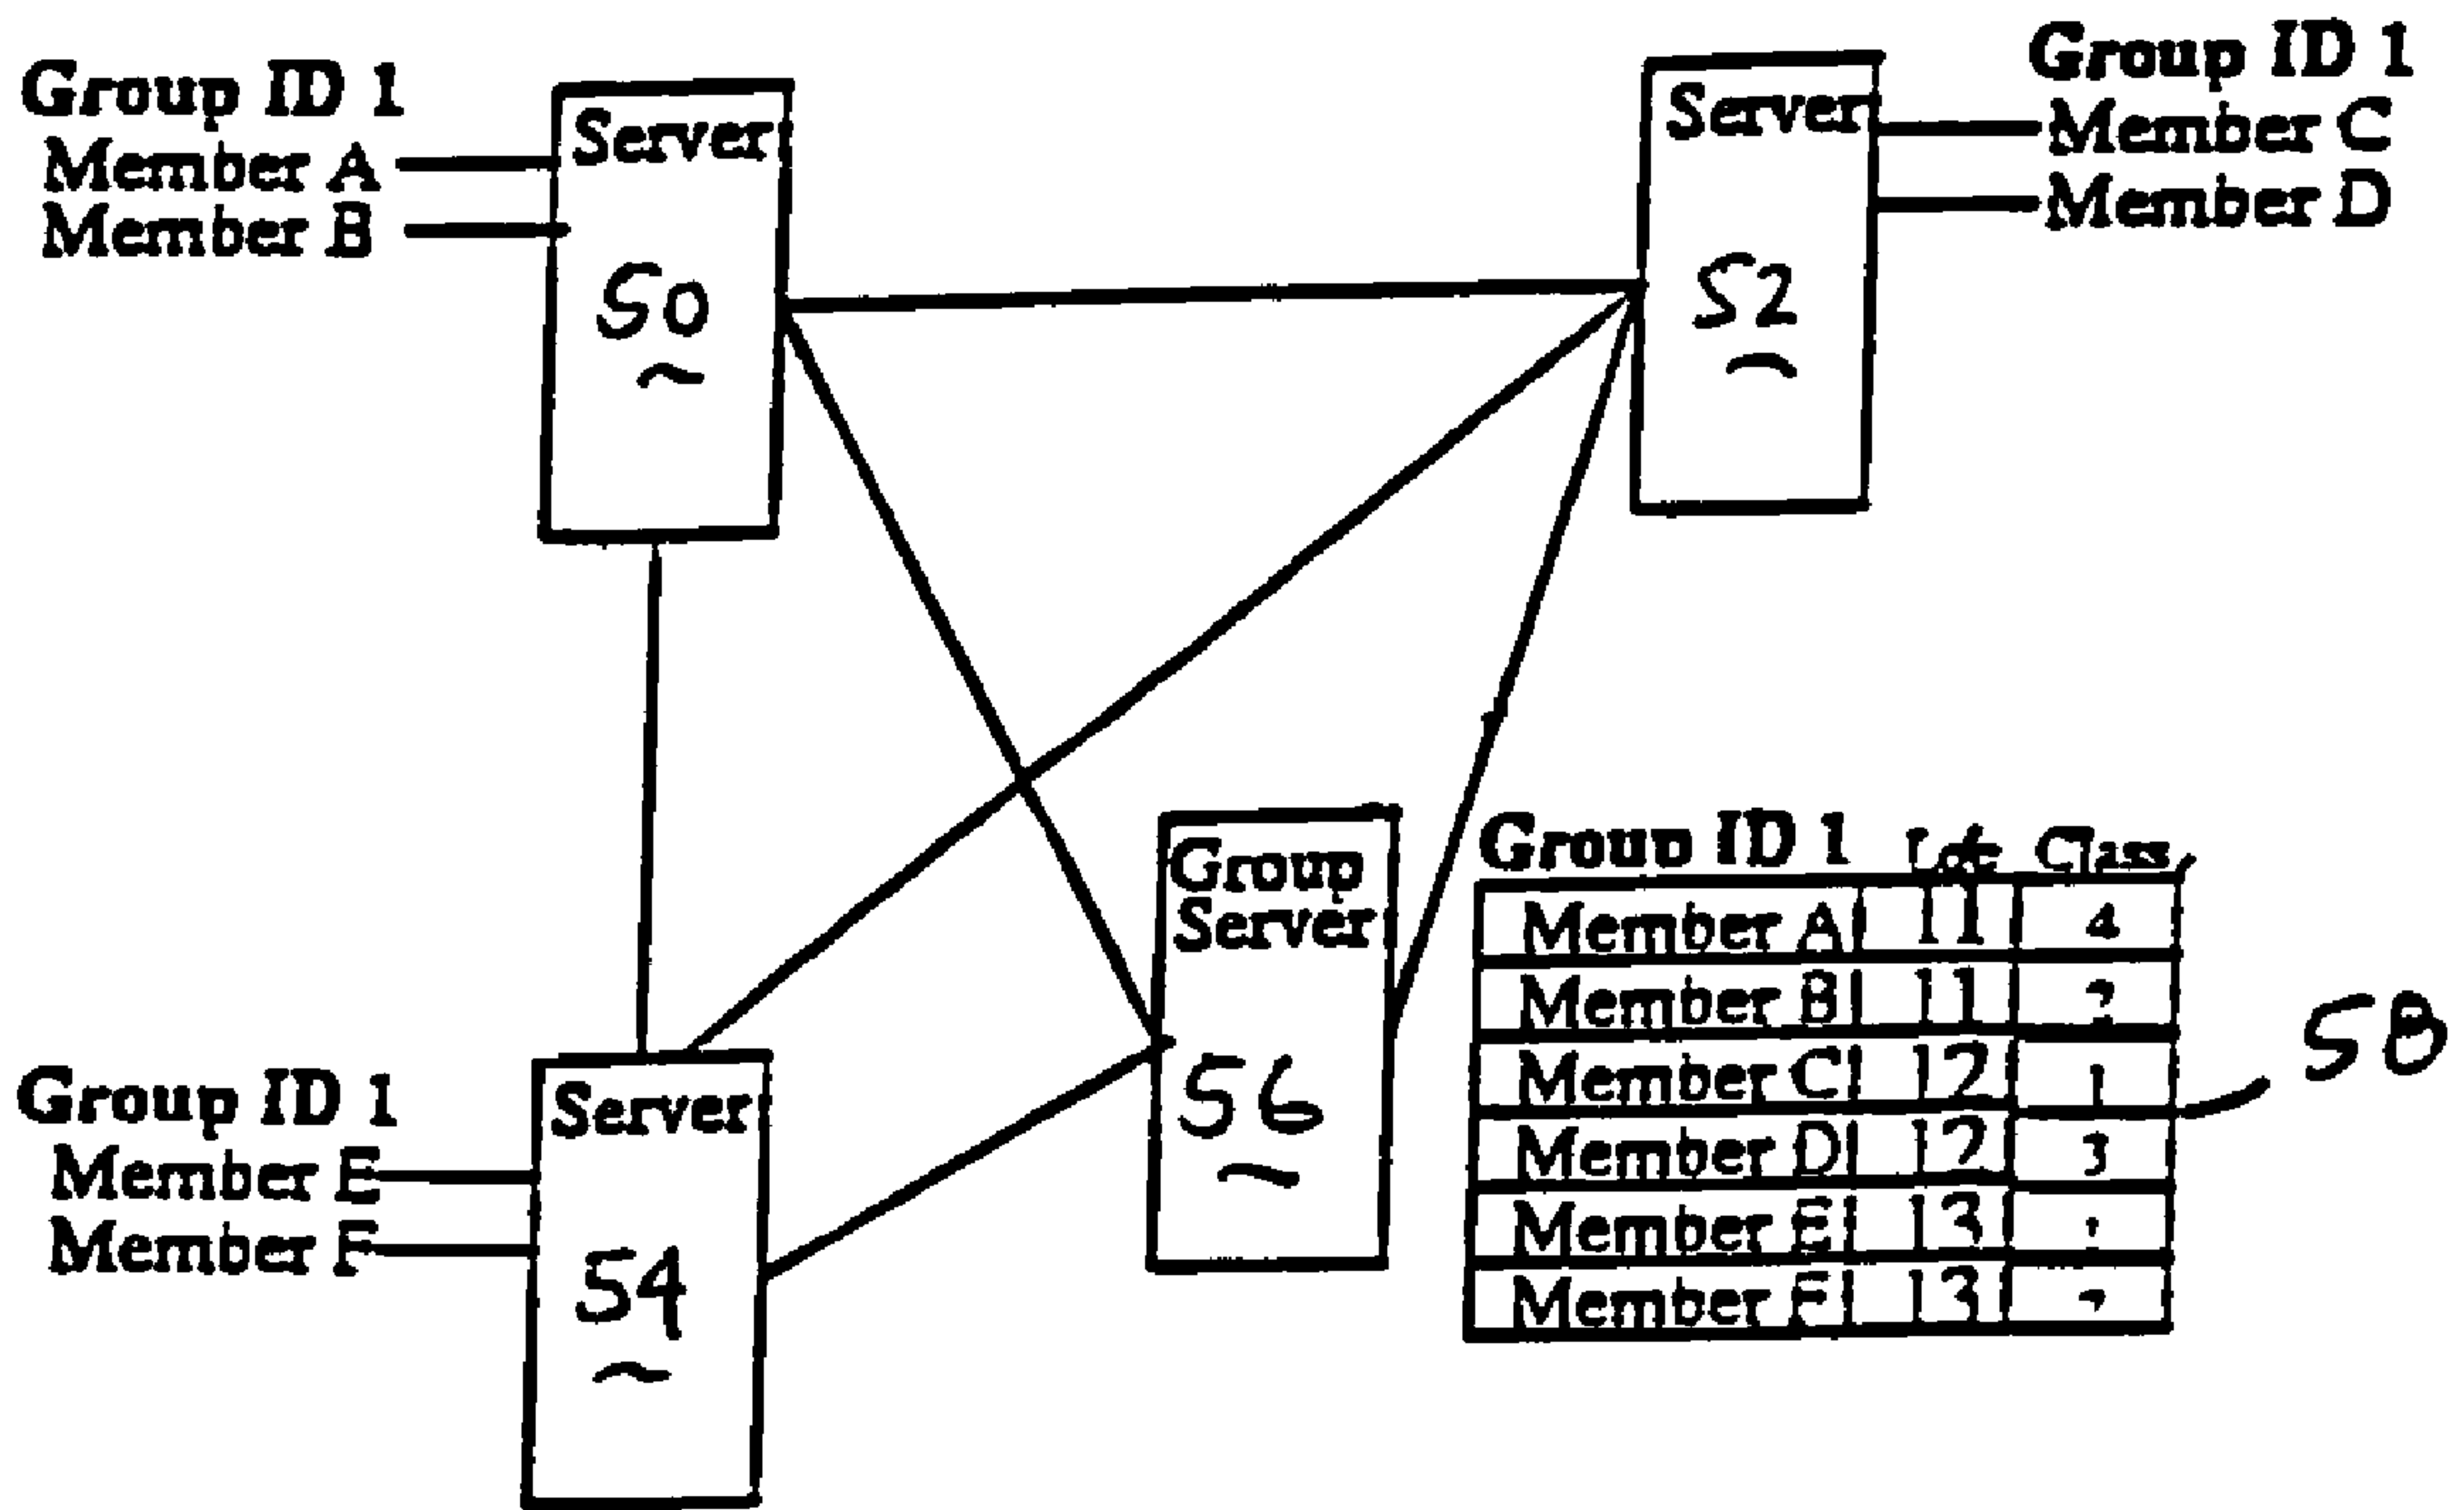 Group ID 1
Member A
Member B
Server
50
Server
52
Group ID 1
Member C
Member D
Group ID 1
Member E
Member F
Server
54
Group
Server
56
Group ID 1 Class
Member A 11 4
Member B 11
Member C 12 1
Member D 12 3
Member E 13
Member F 13
58